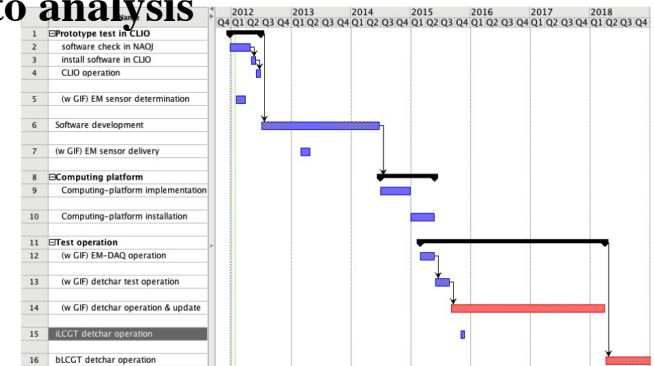 to analysis
2012 2013 2014 2015 2016 2017 2018
Q4 Q1 Q2 Q3 Q4 Q1 Q2 Q3 Q4 Q1 Q2 Q3 Q4 Q1 Q2 Q3 Q4 Q1 Q2 Q3 Q4 Q1 Q2 Q3 Q4 Q1 Q2 Q3 Q4
1 Prototype test in CLIO
2 software check in NAOJ
3 install software in CLIO
4 CLIO operation
5 (w GIF) EM sensor determination
6 Software development
7 (w GIF) EM sensor delivery
8 Computing platform
9 Computing-platform implementation
10 Computing-platform installation
11 Test operation
12 (w GIF) EM-DAQ operation
13 (w GIF) detchar test operation
14 (w GIF) detchar operation & update
15 iLCGT detchar operation
16 bLCGT detchar operation